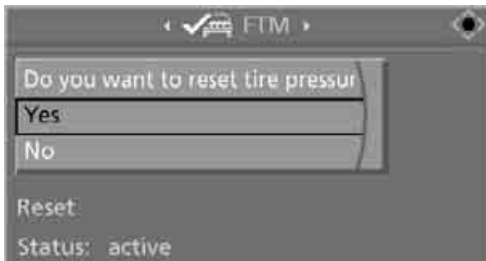 FTM
Do you want to reset tire pressur
Yes
No
Reset
Status: active